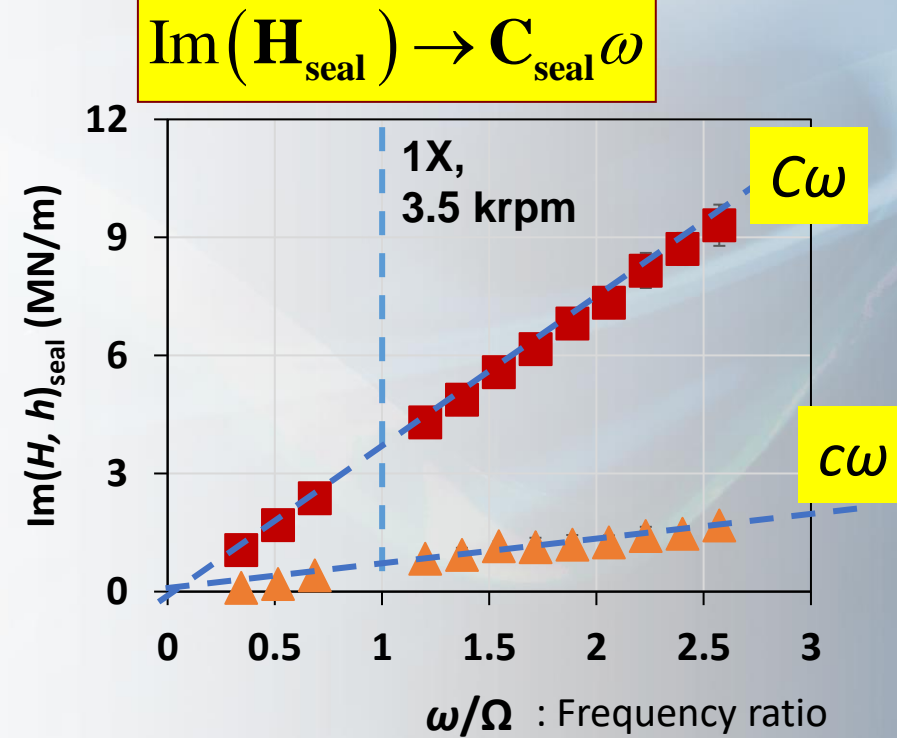 Im(H_seal) → C_seal ω
12
9
6
3
0
Im(H, h)seal (MN/m)
1X,
3.5 krpm
Cω
cω
0 0.5 1 1.5 2 2.5 3
ω/Ω : Frequency ratio